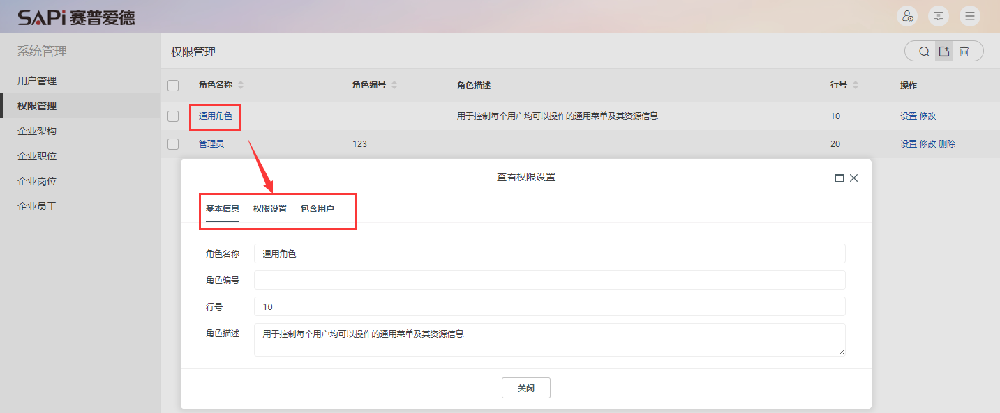 SAPi 赛普爱德
系统管理
用户管理
权限管理
企业架构
企业职位
企业岗位
企业员工
权限管理
角色名称 角色编号 角色描述 行号 操作
通用角色 用于控制每个用户均可以操作的通用菜单及其资源信息 10 设置 修改
管理员 123 20 设置 修改 删除
查看权限设置
基本信息 权限设置 包含用户
角色名称 通用角色
角色编号
行号 10
角色描述 用于控制每个用户均可以操作的通用菜单及其资源信息
关闭